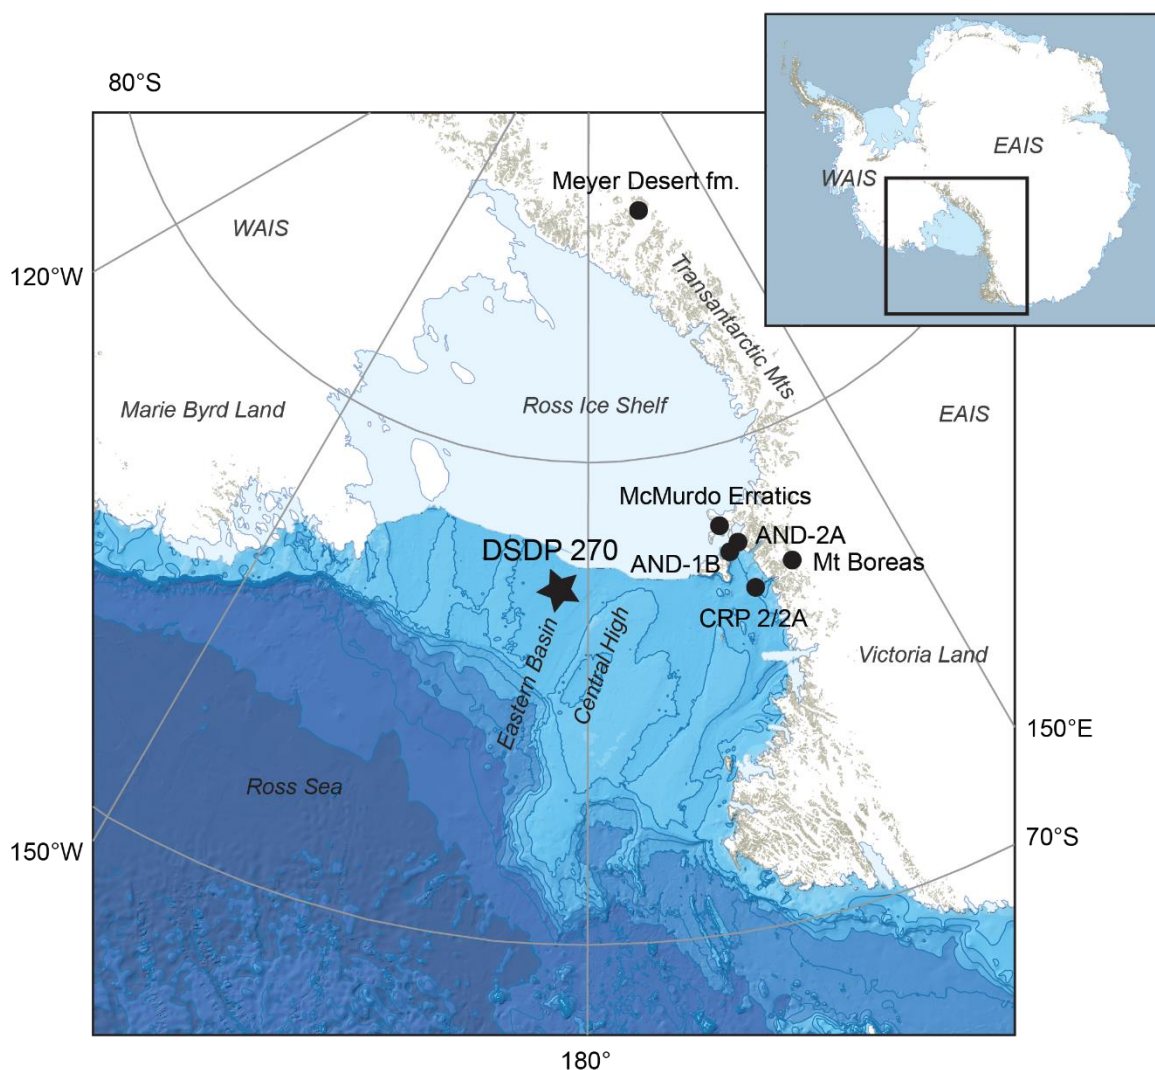 80°S
EAIS
WAIS
Meyer Desert fm.
WAIS
120°W
Transantarctic Mts
Marie Byrd Land
Ross Ice Shelf
EAIS
McMurdo Erratics
AND-2A
DSDP 270
AND-1B
Mt Boreas
CRP 2/2A
Eastern Basin
Central High
Victoria Land
150°E
Ross Sea
70°S
150°W
180°